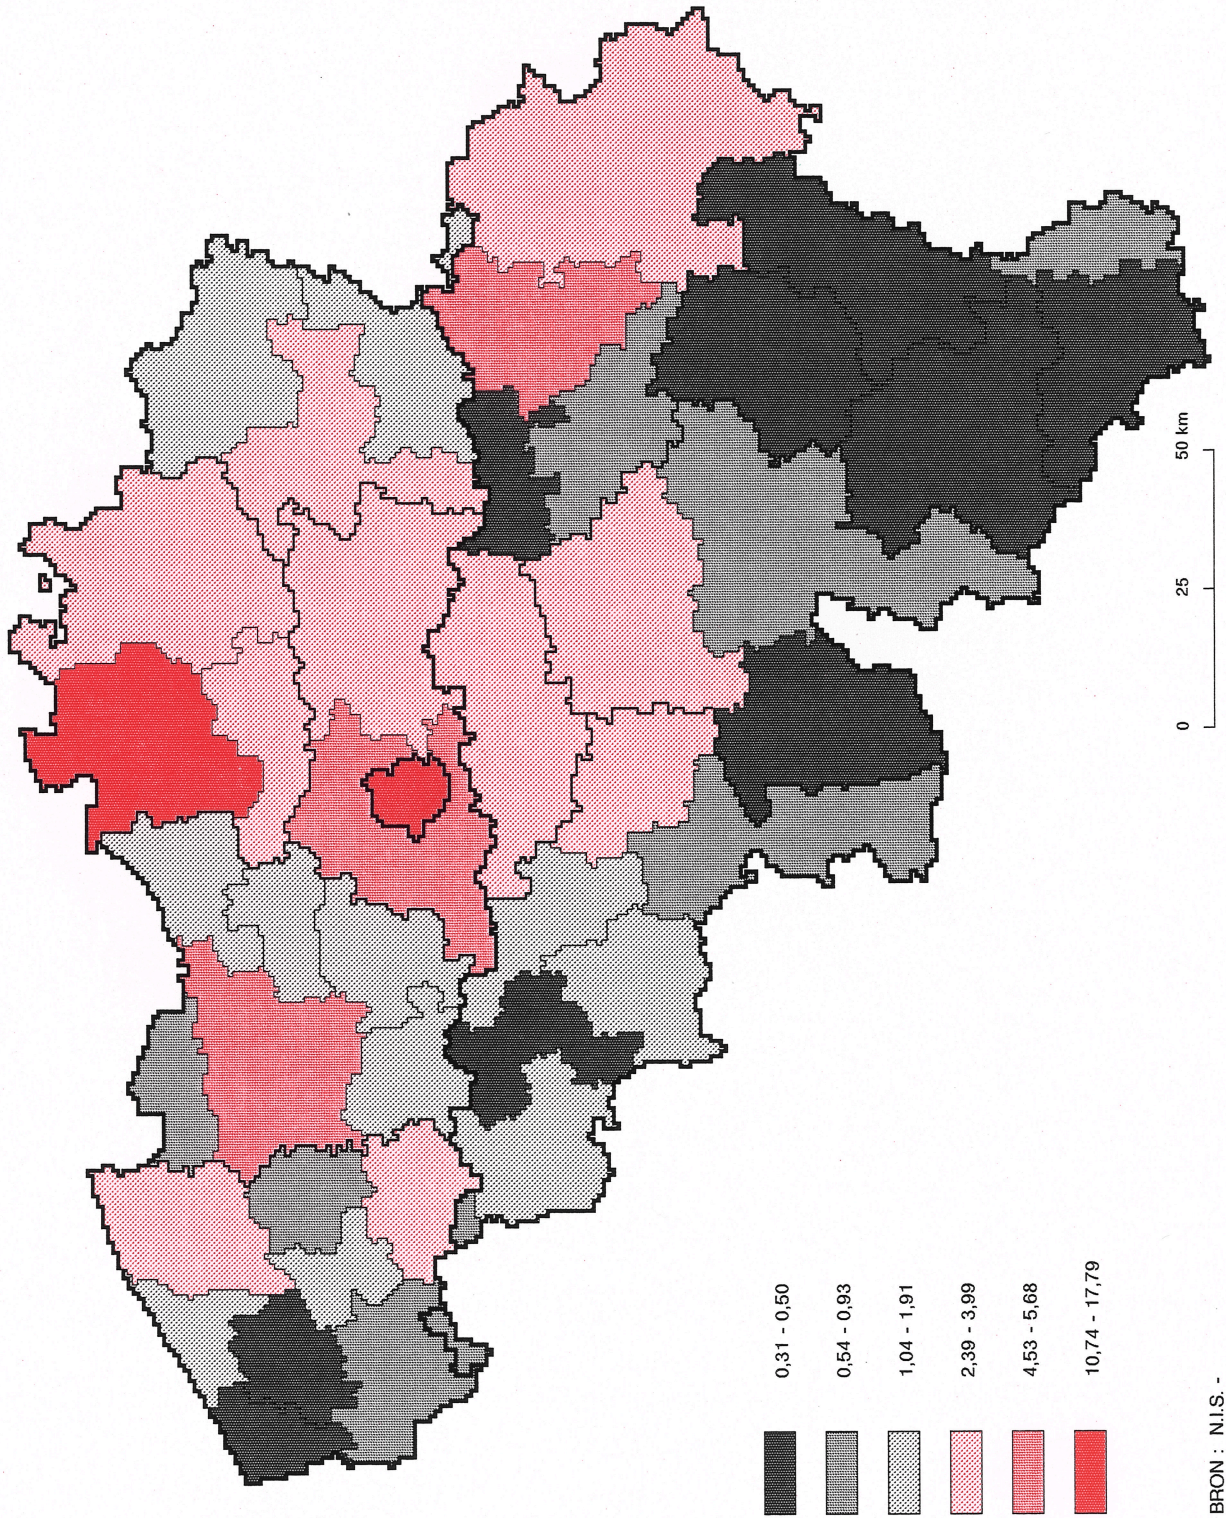 0,31 - 0,50
0,54 - 0,93
1,04 - 1,91
2,39 - 3,99
4,53 - 5,68
10,74 - 17,79
0 25 50 km
BRON : N.I.S. -